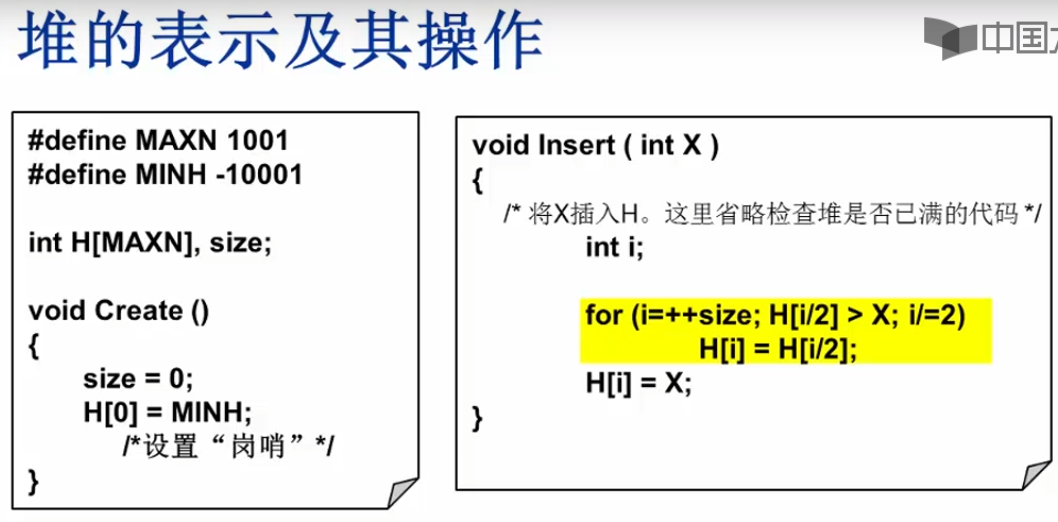 堆的表示及其操作
中国
#define MAXN 1001
#define MINH -10001
int H[MAXN], size;
void Create ()
{
size = 0;
H[0] = MINH;
/*设置“岗哨”*/
}
void Insert ( int X )
{
/* 将X插入H。这里省略检查堆是否已满的代码 */
int i;
for (i=++size; H[i/2] > X; i/=2)
H[i] = H[i/2];
H[i] = X;
}